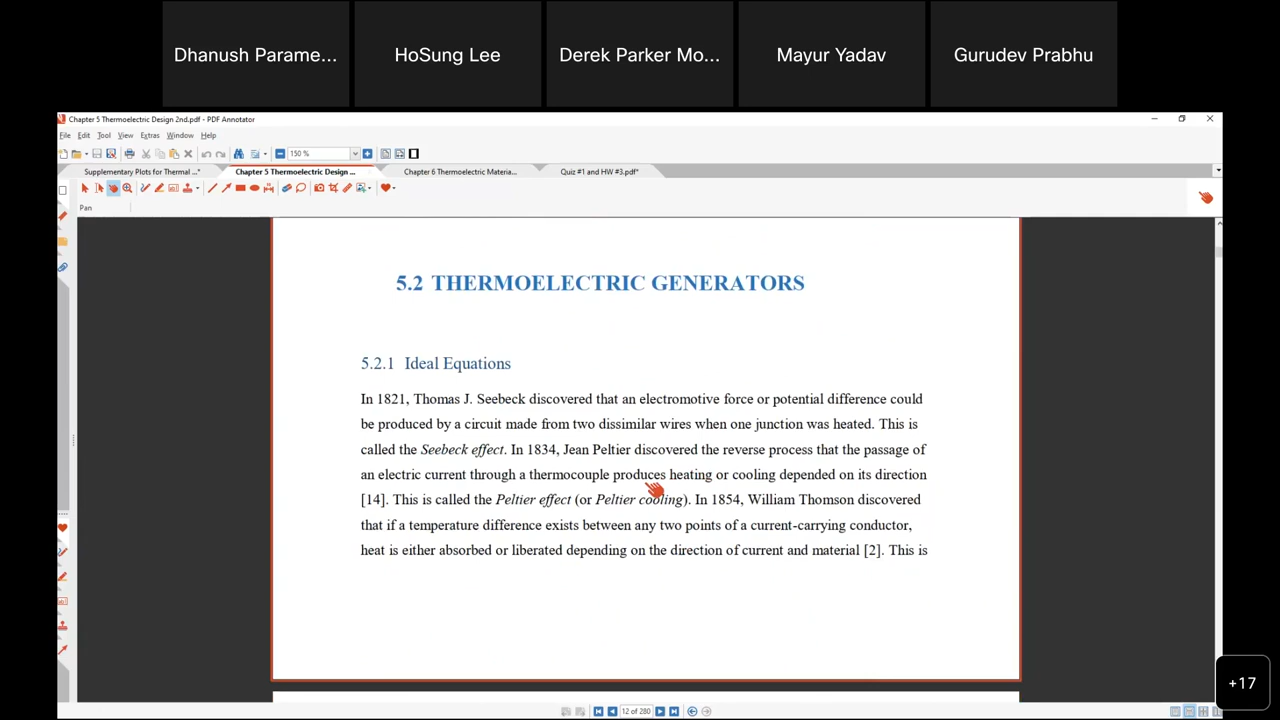 Dhanush Parame...
HoSung Lee
Derek Parker Mo...
Mayur Yadav
Gurudev Prabhu
Chapter 5 Thermoelectric Design 2nd.pdf - PDF Annotator
File Edit Tool View Extras Window Help
150 %
Supplementary Plots for Thermal ...*
Chapter 5 Thermoelectric Design ...
Chapter 6 Thermoelectric Materia...
Quiz #1 and HW #3.pdf*
Pan
5.2 THERMOELECTRIC GENERATORS
5.2.1 Ideal Equations
In 1821, Thomas J. Seebeck discovered that an electromotive force or potential difference could
be produced by a circuit made from two dissimilar wires when one junction was heated. This is
called the Seebeck effect. In 1834, Jean Peltier discovered the reverse process that the passage of
an electric current through a thermocouple produces heating or cooling depended on its direction
[14]. This is called the Peltier effect (or Peltier cooling). In 1854, William Thomson discovered
that if a temperature difference exists between any two points of a current-carrying conductor,
heat is either absorbed or liberated depending on the direction of current and material [2]. This is
12 of 280
+17